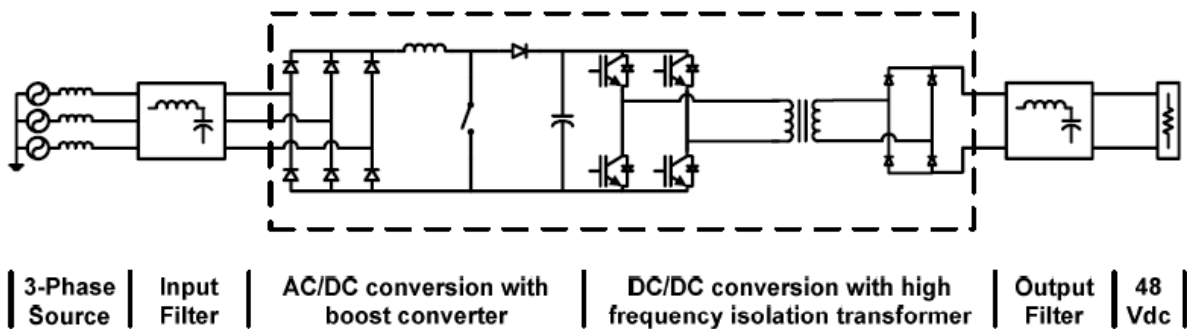 3-Phase Source
Input Filter
AC/DC conversion with boost converter
DC/DC conversion with high frequency isolation transformer
Output Filter
48 Vdc